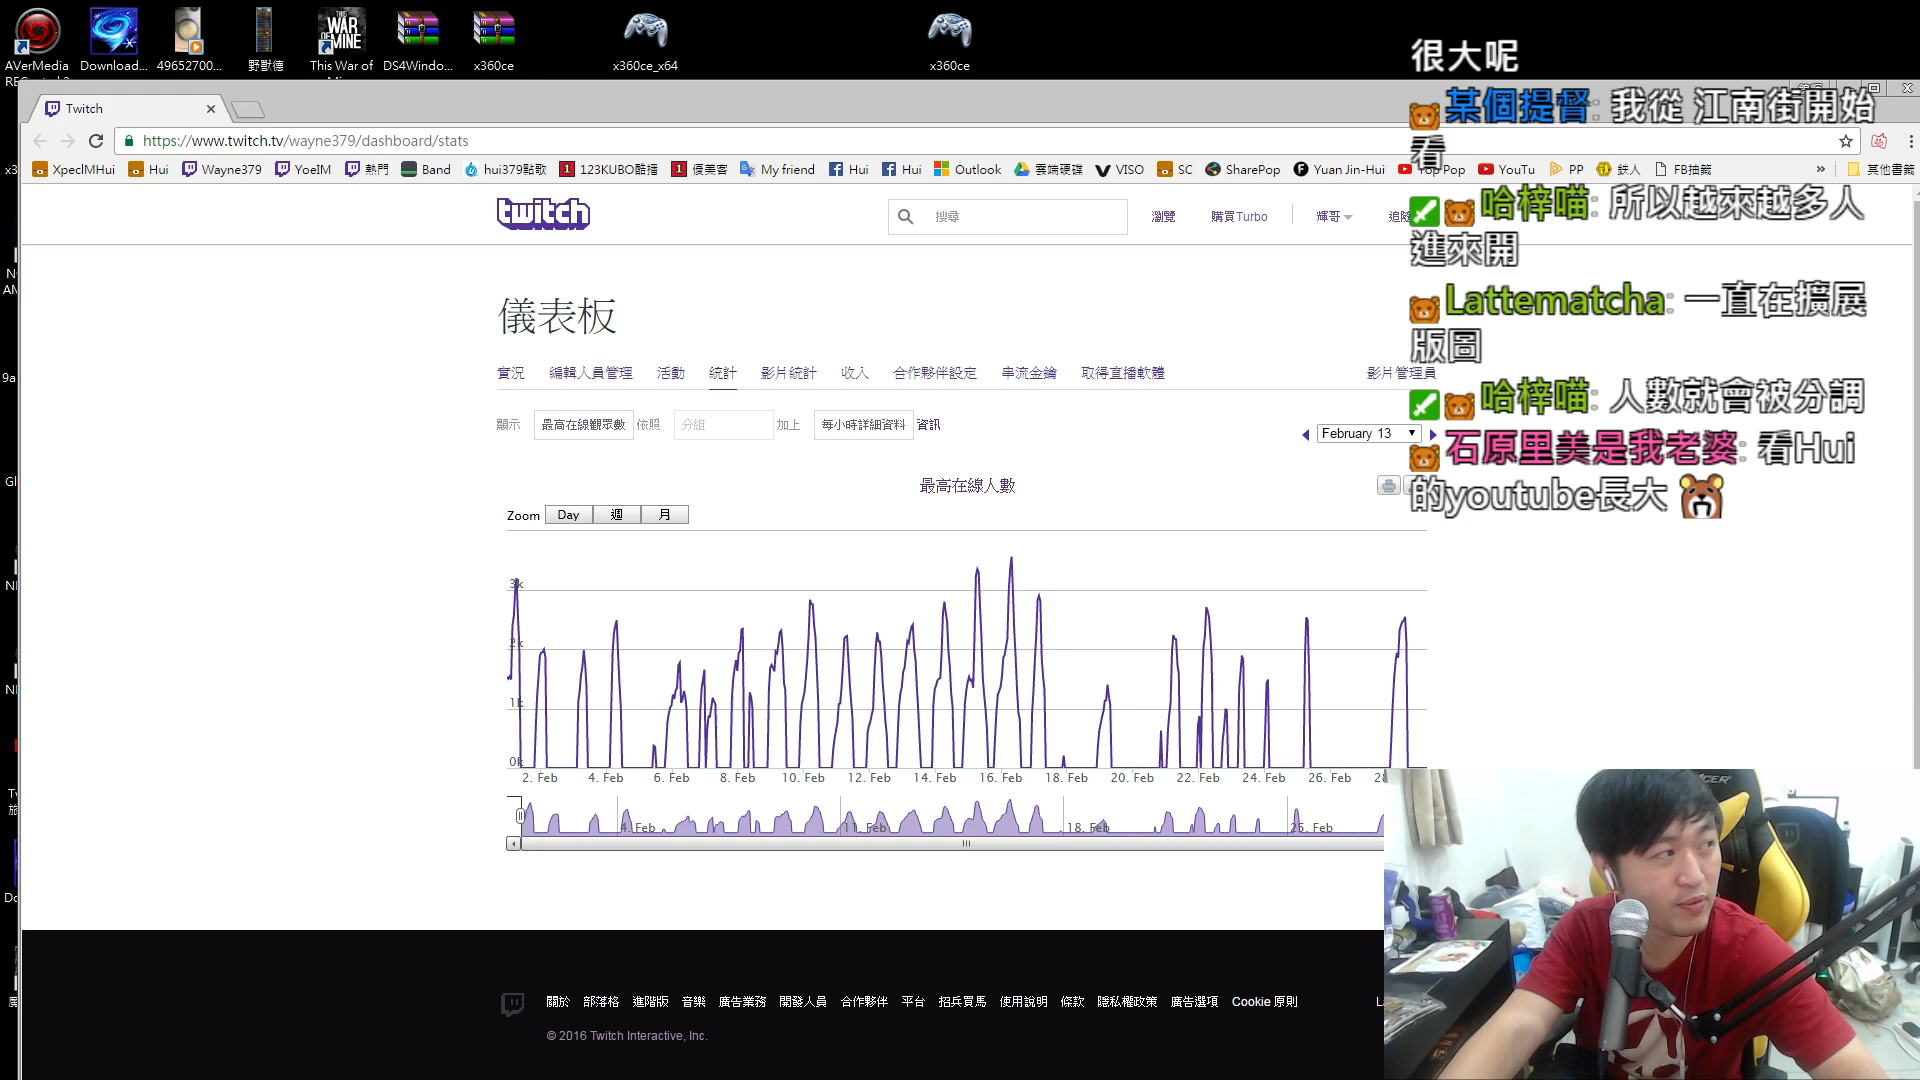 AVerMedia
Download...
49652700...
野獸德
This War of
DS4Windo...
x360ce
x360ce_x64
x360ce
THIS WAR OF MINE
很大呢
某個提督: 我從 江南街開始
看
哈梓喵: 所以越來越多人
進來開
Lattematcha: 一直在擴展
版圖
哈梓喵: 人數就會被分調
石原里美是我老婆: 看Hui
的youtube長大
Twitch
https://www.twitch.tv/wayne379/dashboard/stats
XpeclMHui
Hui
Wayne379
YoeIM
熱門
Band
hui379點歌
123KUBO酷播
優美客
My friend
Hui
Hui
Outlook
雲端硬碟
VISO
SC
SharePop
Yuan Jin-Hui
Top Pop
YouTu
PP
鉄人
FB抽籤
»
其他書籤
twitch
搜尋
瀏覽
購買Turbo
輝哥
儀表板
實況
編輯人員管理
活動
統計
影片統計
收入
合作夥伴設定
串流金鑰
取得直播軟體
影片管理員
顯示
最高在線觀眾數
依照
分組
加上
每小時詳細資料
資訊
February 13
最高在線人數
Zoom
Day
週
月
3k
2k
1k
0k
2. Feb
4. Feb
6. Feb
8. Feb
10. Feb
12. Feb
14. Feb
16. Feb
18. Feb
20. Feb
22. Feb
24. Feb
26. Feb
28
4. Feb
11. Feb
18. Feb
25. Feb
關於
部落格
進階版
音樂
廣告業務
開發人員
合作夥伴
平台
招兵買馬
使用說明
條款
隱私權政策
廣告選項
Cookie 原則
© 2016 Twitch Interactive, Inc.